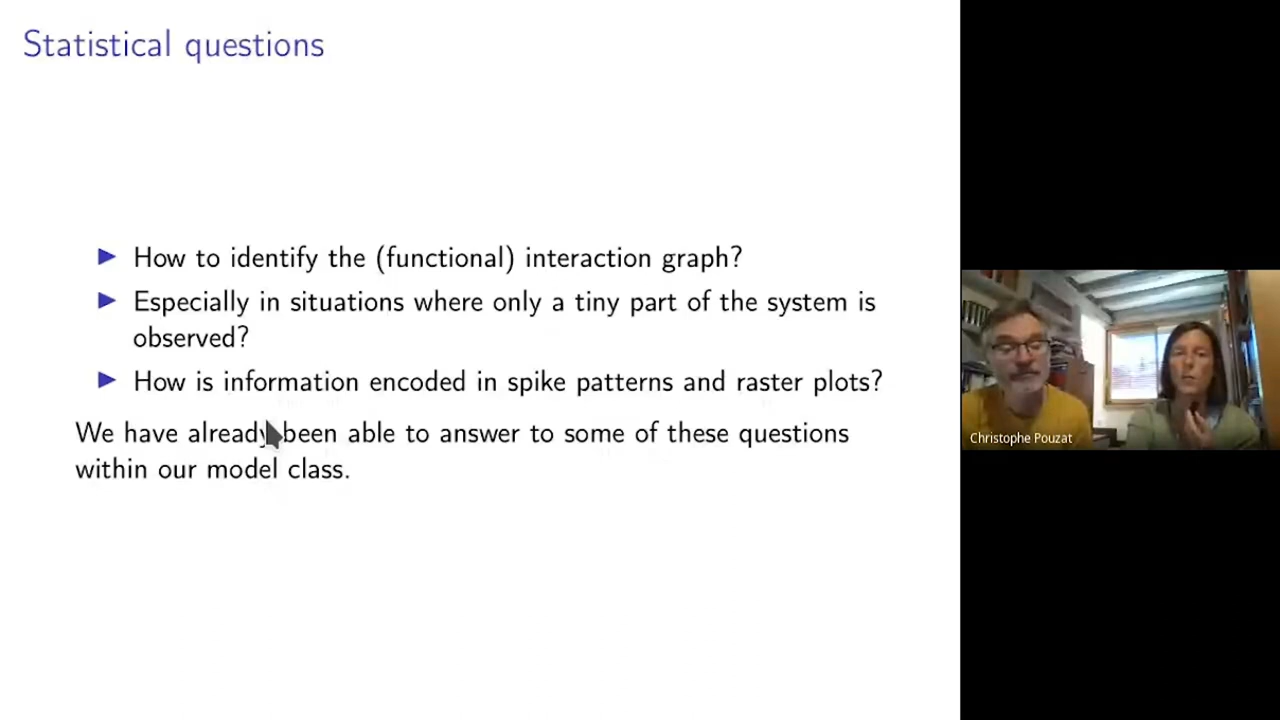 Statistical questions
How to identify the (functional) interaction graph?
Especially in situations where only a tiny part of the system is
observed?
How is information encoded in spike patterns and raster plots?
We have already been able to answer to some of these questions
within our model class.
Christophe Pouzat